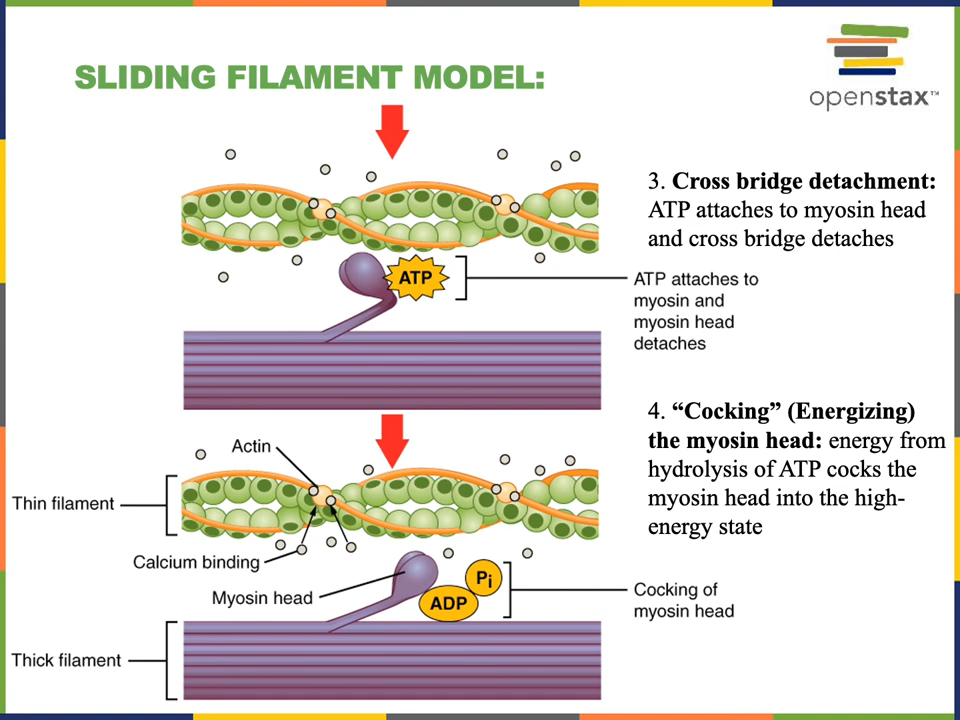 SLIDING FILAMENT MODEL:
openstax™
3. Cross bridge detachment:
ATP attaches to myosin head
and cross bridge detaches
ATP
ATP attaches to
myosin and
myosin head
detaches
4. “Cocking” (Energizing)
the myosin head: energy from
hydrolysis of ATP cocks the
myosin head into the high-
energy state
Actin
Thin filament
Calcium binding
Myosin head
Pi
ADP
Cocking of
myosin head
Thick filament